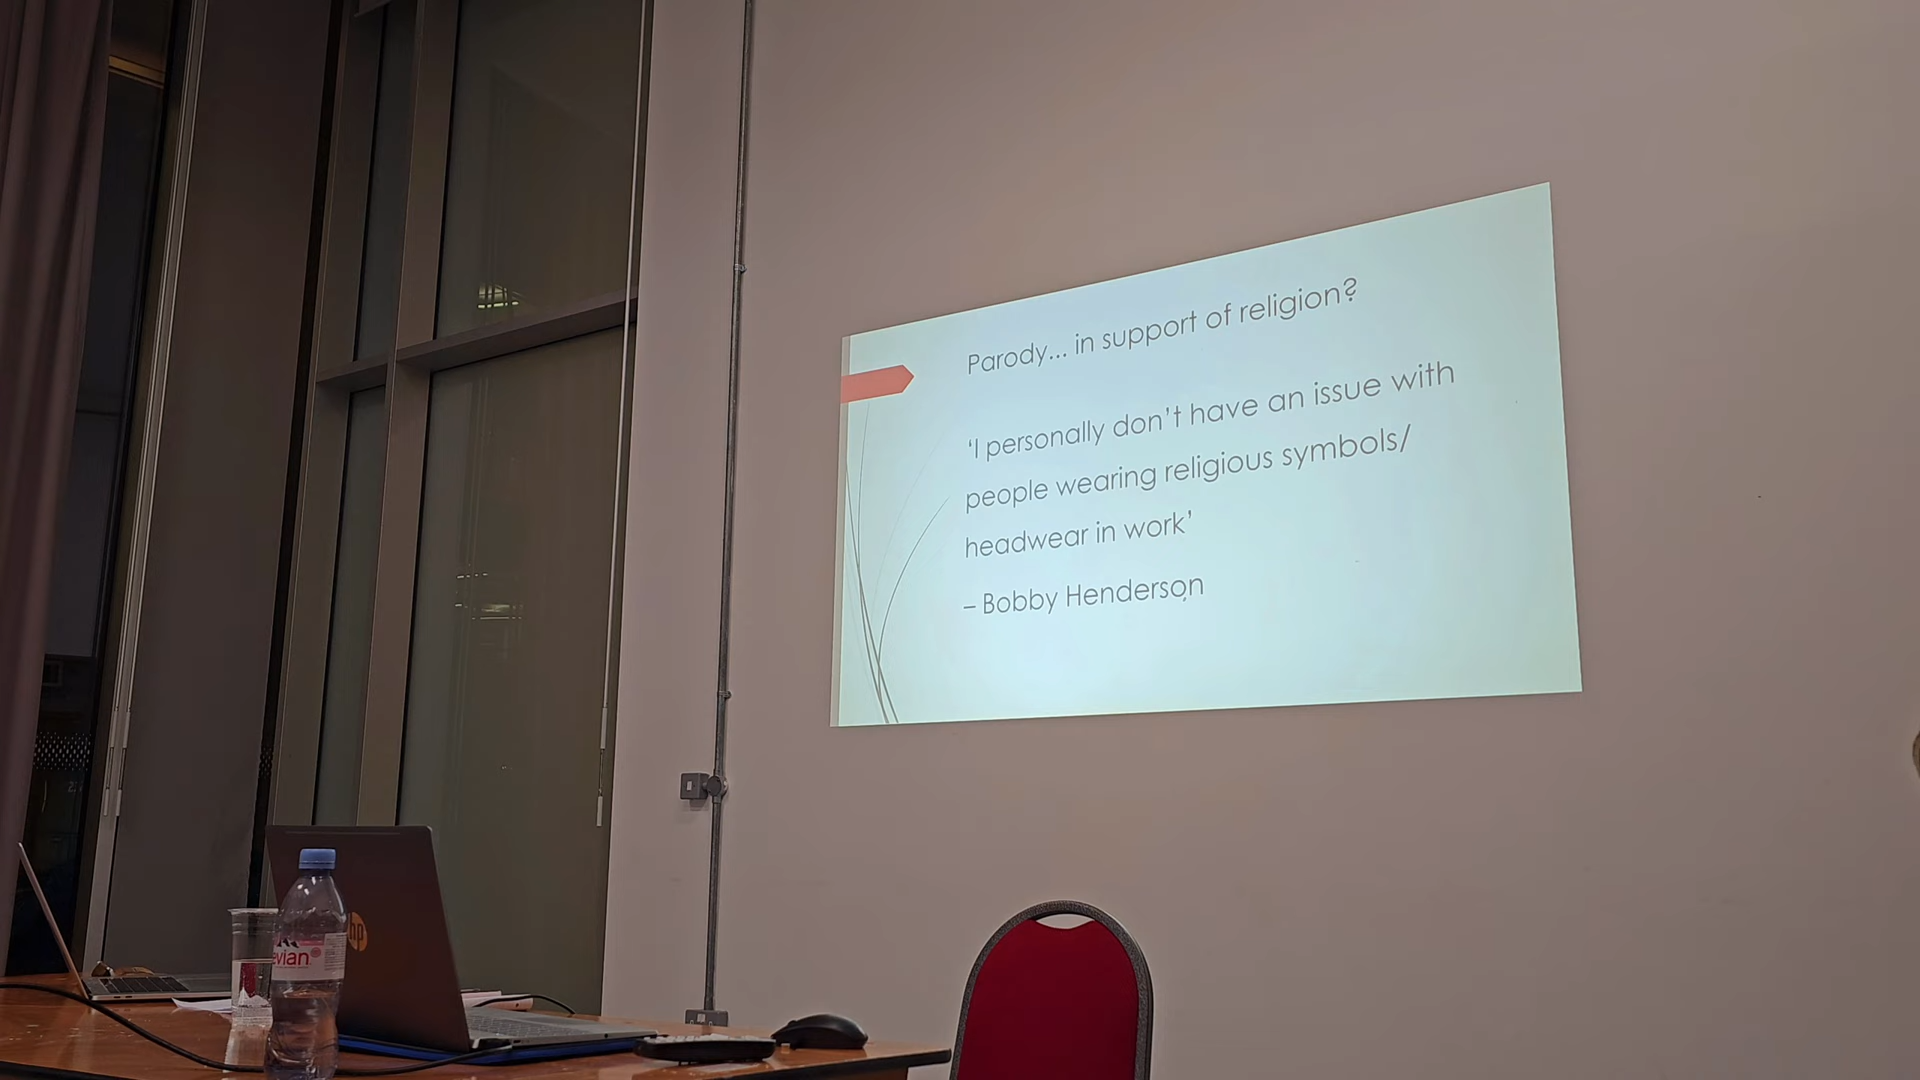 Parody... in support of religion?
‘I personally don’t have an issue with
people wearing religious symbols/
headwear in work’
– Bobby Henderson
hp
evian